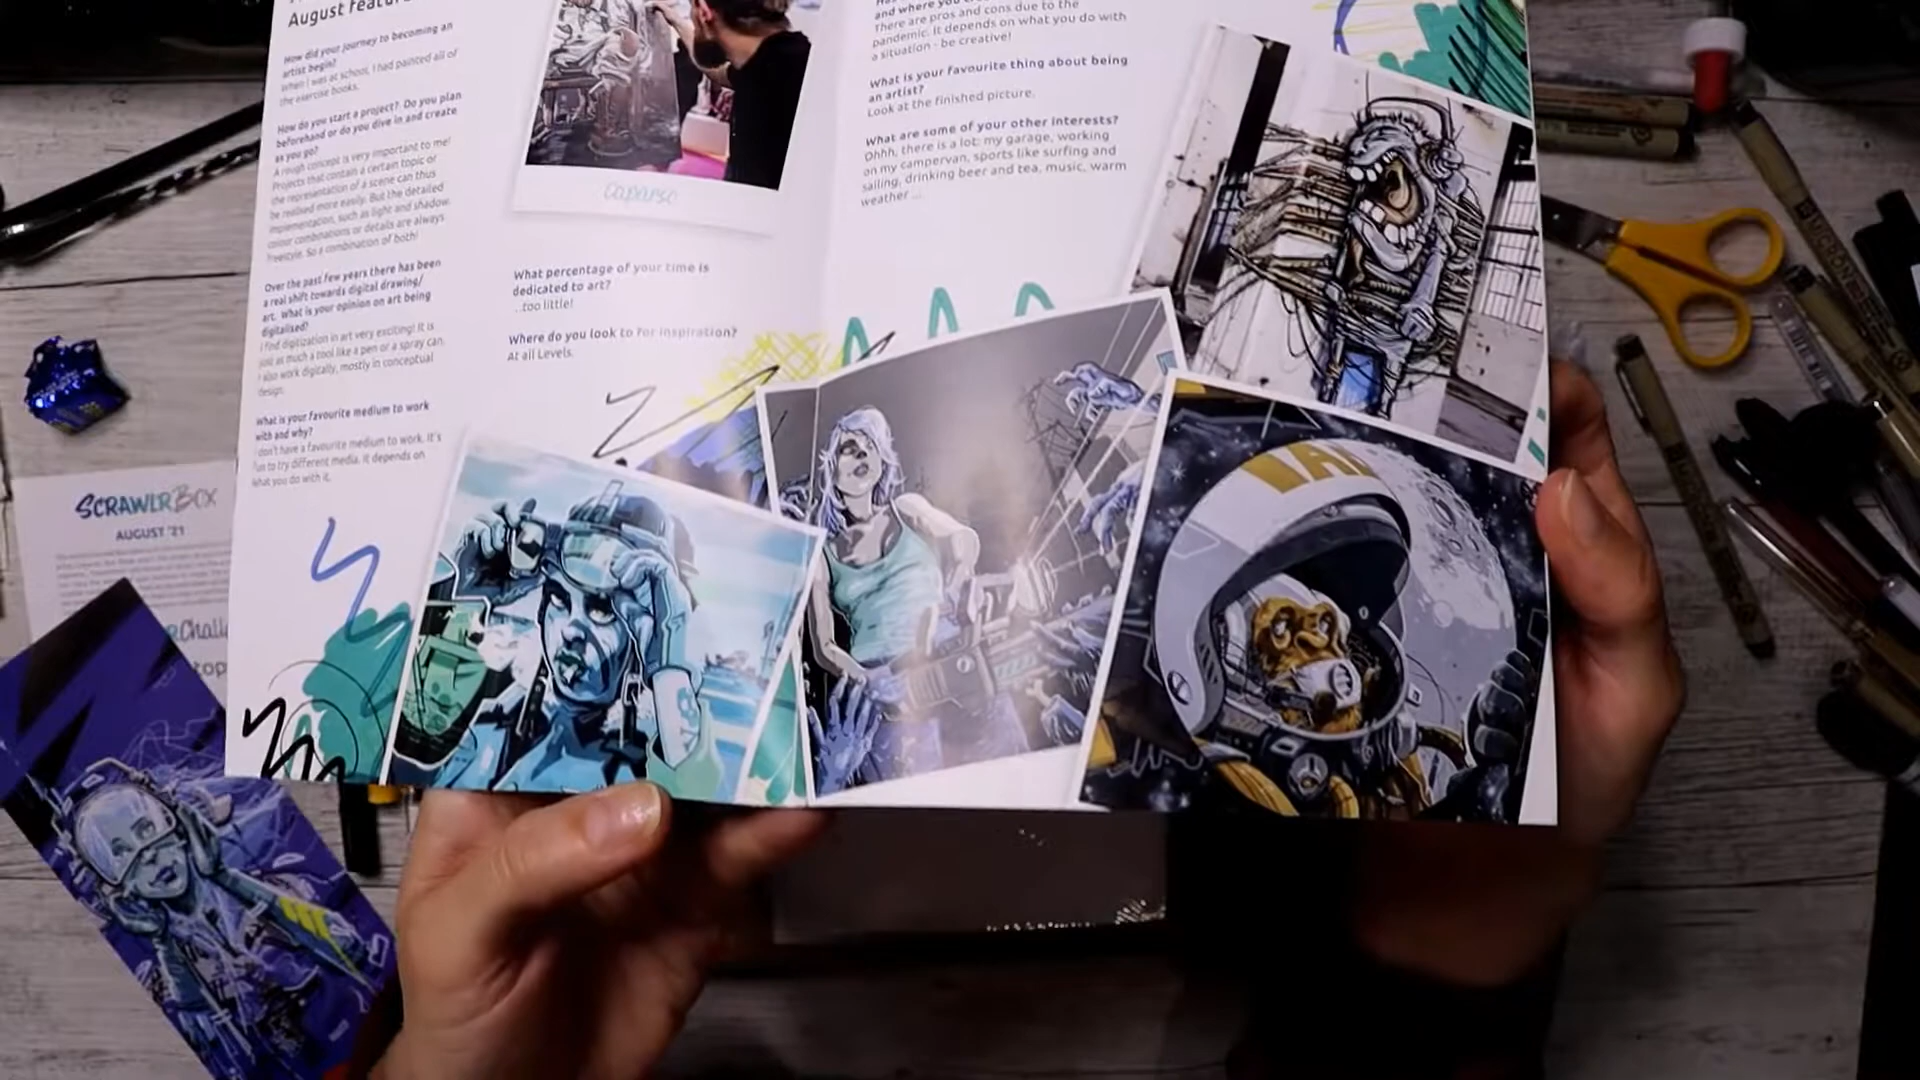 August Featur
How did your journey to becoming an
artist begin?
When I was at school, I had painted all of
the exercise books.
How do you start a project? Do you plan
beforehand or do you dive in and create
as you go?
A rough concept is very important to me!
Projects that contain a certain topic or
the representation of a scene can thus
be realised more easily. But the detailed
implementation, such as light and shadow,
colour combinations or details are always
freestyle. So a combination of both!
Over the past few years there has been
a real shift towards digital drawing/
art. What is your opinion on art being
digitalised?
I find digitization in art very exciting! It is
just as much a tool like a pen or a spray can.
I also work digitally, mostly in conceptual
design.
What is your favourite medium to work
with and why?
I don't have a favourite medium to work. It's
fun to try different media. It depends on
what you do with it.
caparso
What percentage of your time is
dedicated to art?
...too little!
Where do you look to for inspiration?
At all Levels.
and where you
There are pros and cons due to the
pandemic. It depends on what you do with
a situation - be creative!
What is your favourite thing about being
an artist?
Look at the finished picture.
What are some of your other interests?
Ohhh, there is a lot: my garage, working
on my campervan, sports like surfing and
sailing, drinking beer and tea, music, warm
weather ...
SCRAWLRBOX
AUGUST '21
RChall
top
MICRON